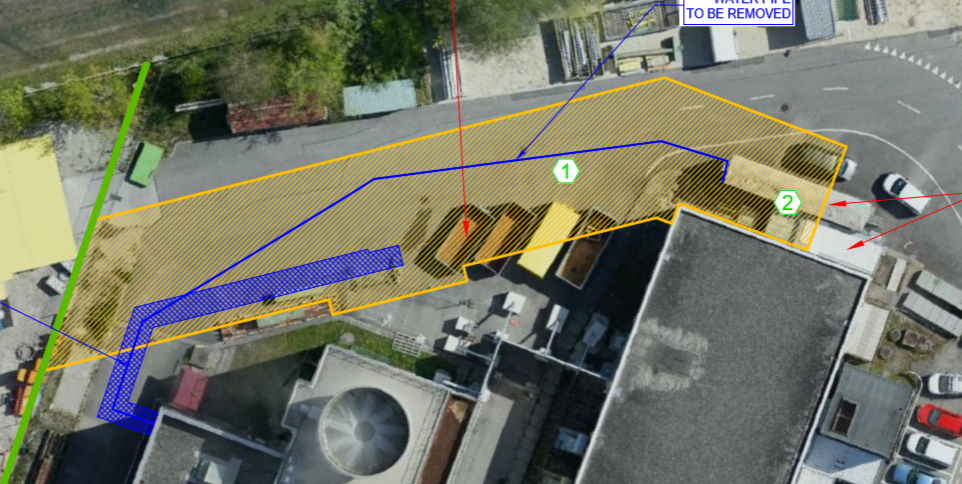 WATER PIPE
TO BE REMOVED
1
2